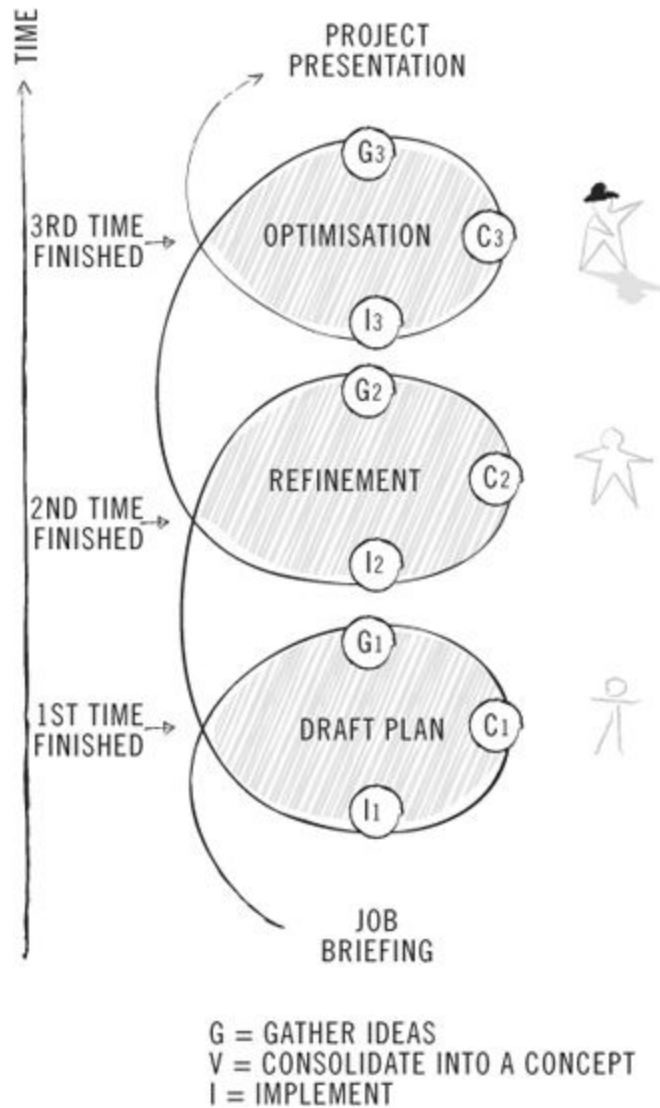 TIME
PROJECT
PRESENTATION
G3
3RD TIME
FINISHED
OPTIMISATION
C3
I3
G2
REFINEMENT
C2
2ND TIME
FINISHED
I2
G1
1ST TIME
FINISHED
DRAFT PLAN
C1
I1
JOB
BRIEFING
G = GATHER IDEAS
V = CONSOLIDATE INTO A CONCEPT
I = IMPLEMENT